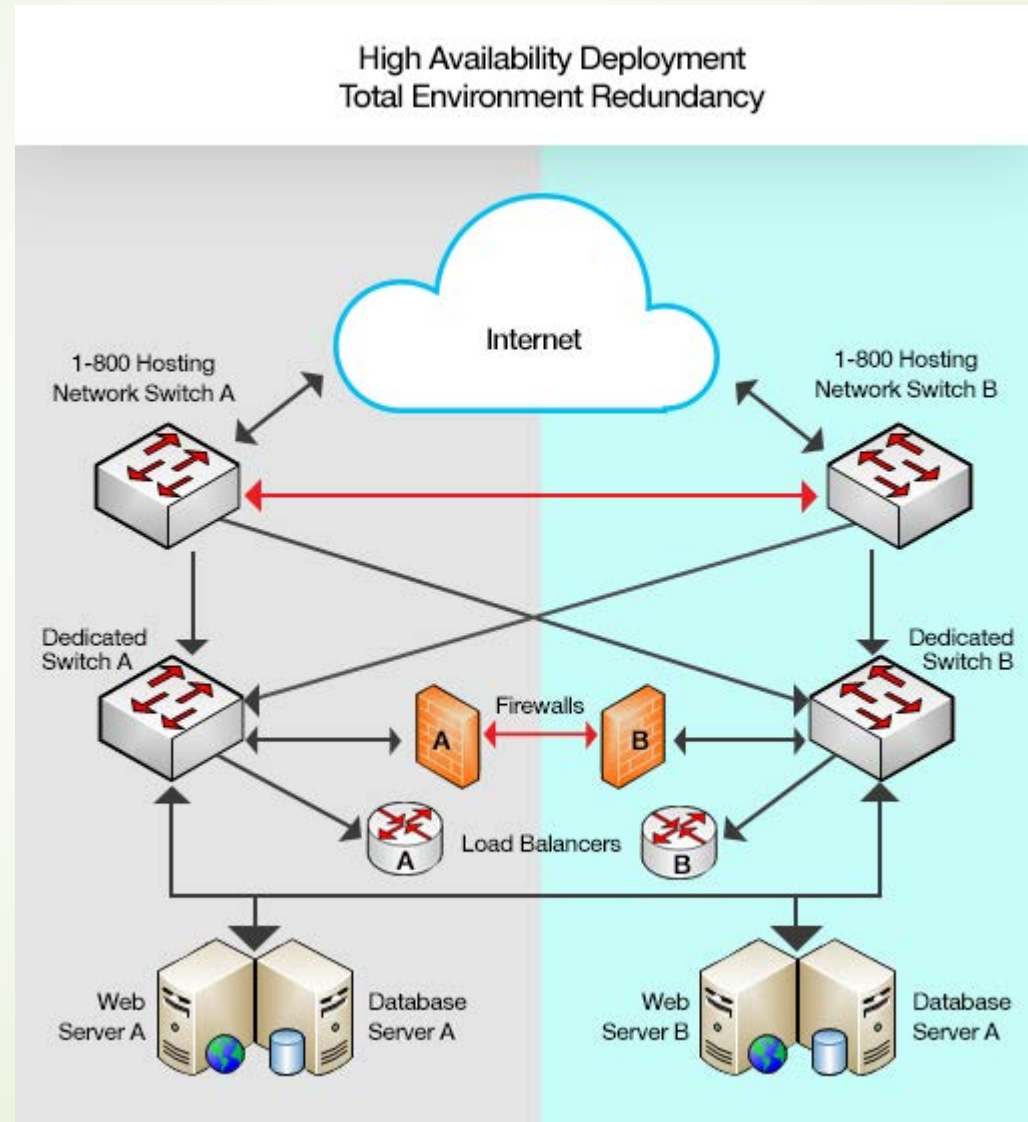 High Availability Deployment
Total Environment Redundancy
Internet
1-800 Hosting
Network Switch A
1-800 Hosting
Network Switch B
Dedicated
Switch A
Dedicated
Switch B
Firewalls
A
B
Load Balancers
A
B
Web
Server A
Database
Server A
Web
Server B
Database
Server A